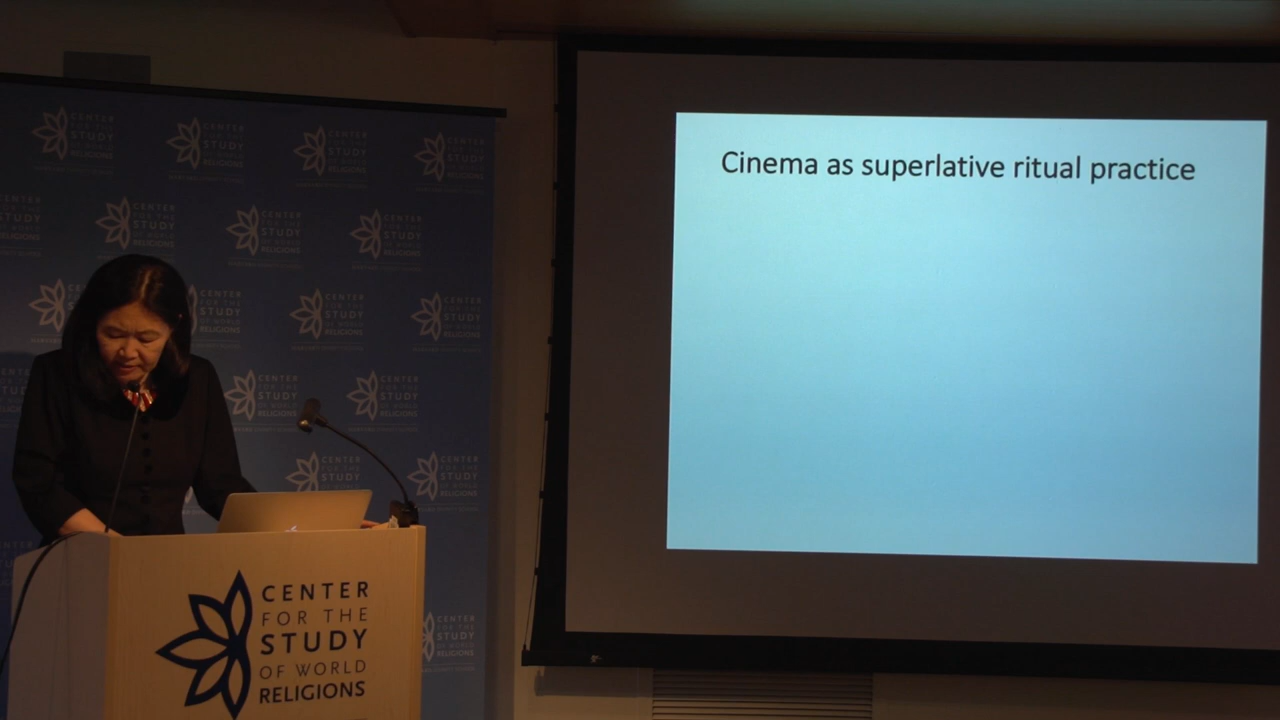 Cinema as superlative ritual practice
CENTER
FOR THE
STUDY
OF WORLD
RELIGIONS